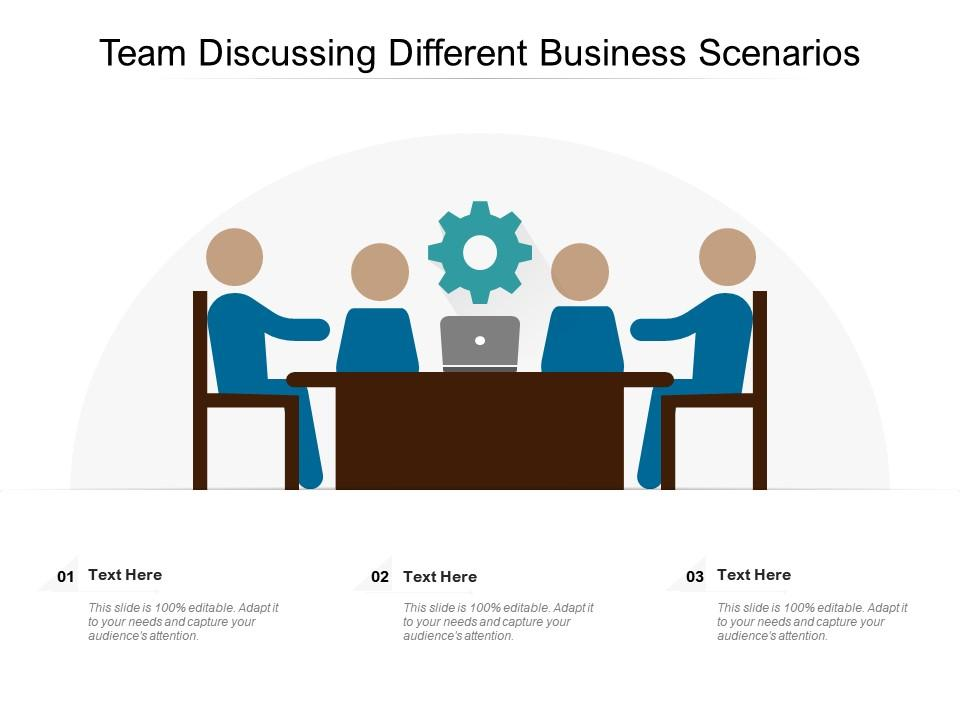 Team Discussing Different Business Scenarios
01 Text Here
This slide is 100% editable. Adapt it
to your needs and capture your
audience's attention.
02 Text Here
This slide is 100% editable. Adapt it
to your needs and capture your
audience's attention.
03 Text Here
This slide is 100% editable. Adapt it
to your needs and capture your
audience's attention.